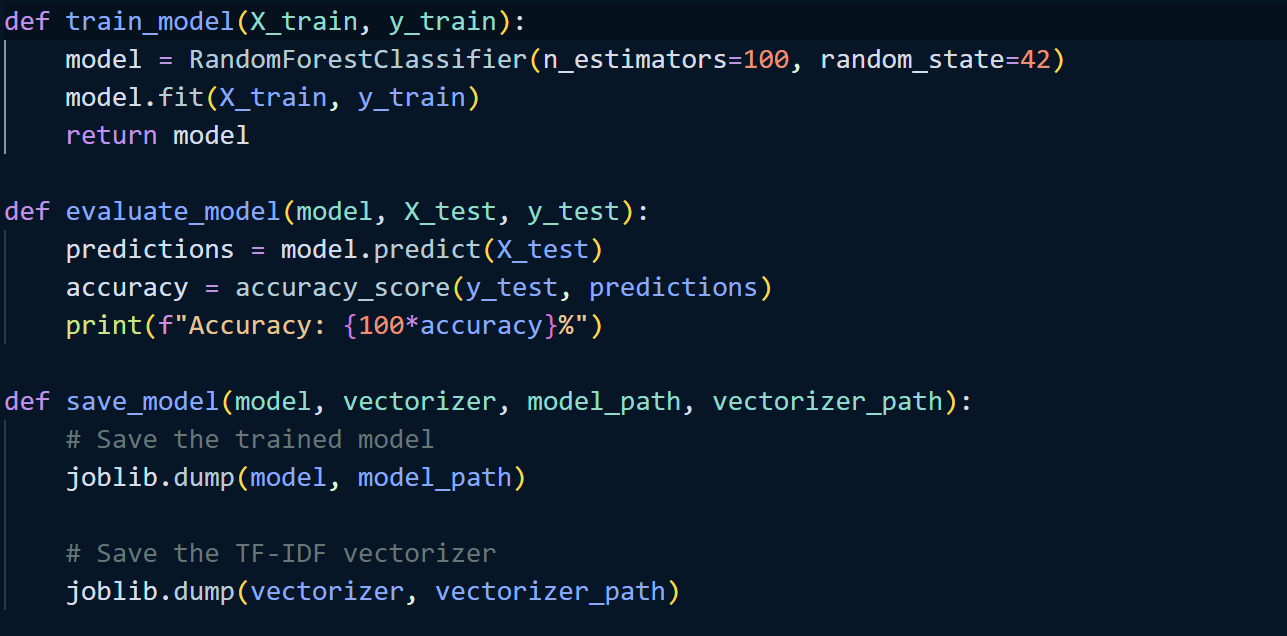 def train_model(X_train, y_train):
    model = RandomForestClassifier(n_estimators=100, random_state=42)
    model.fit(X_train, y_train)
    return model

def evaluate_model(model, X_test, y_test):
    predictions = model.predict(X_test)
    accuracy = accuracy_score(y_test, predictions)
    print(f"Accuracy: {100*accuracy}%")

def save_model(model, vectorizer, model_path, vectorizer_path):
    # Save the trained model
    joblib.dump(model, model_path)

    # Save the TF-IDF vectorizer
    joblib.dump(vectorizer, vectorizer_path)